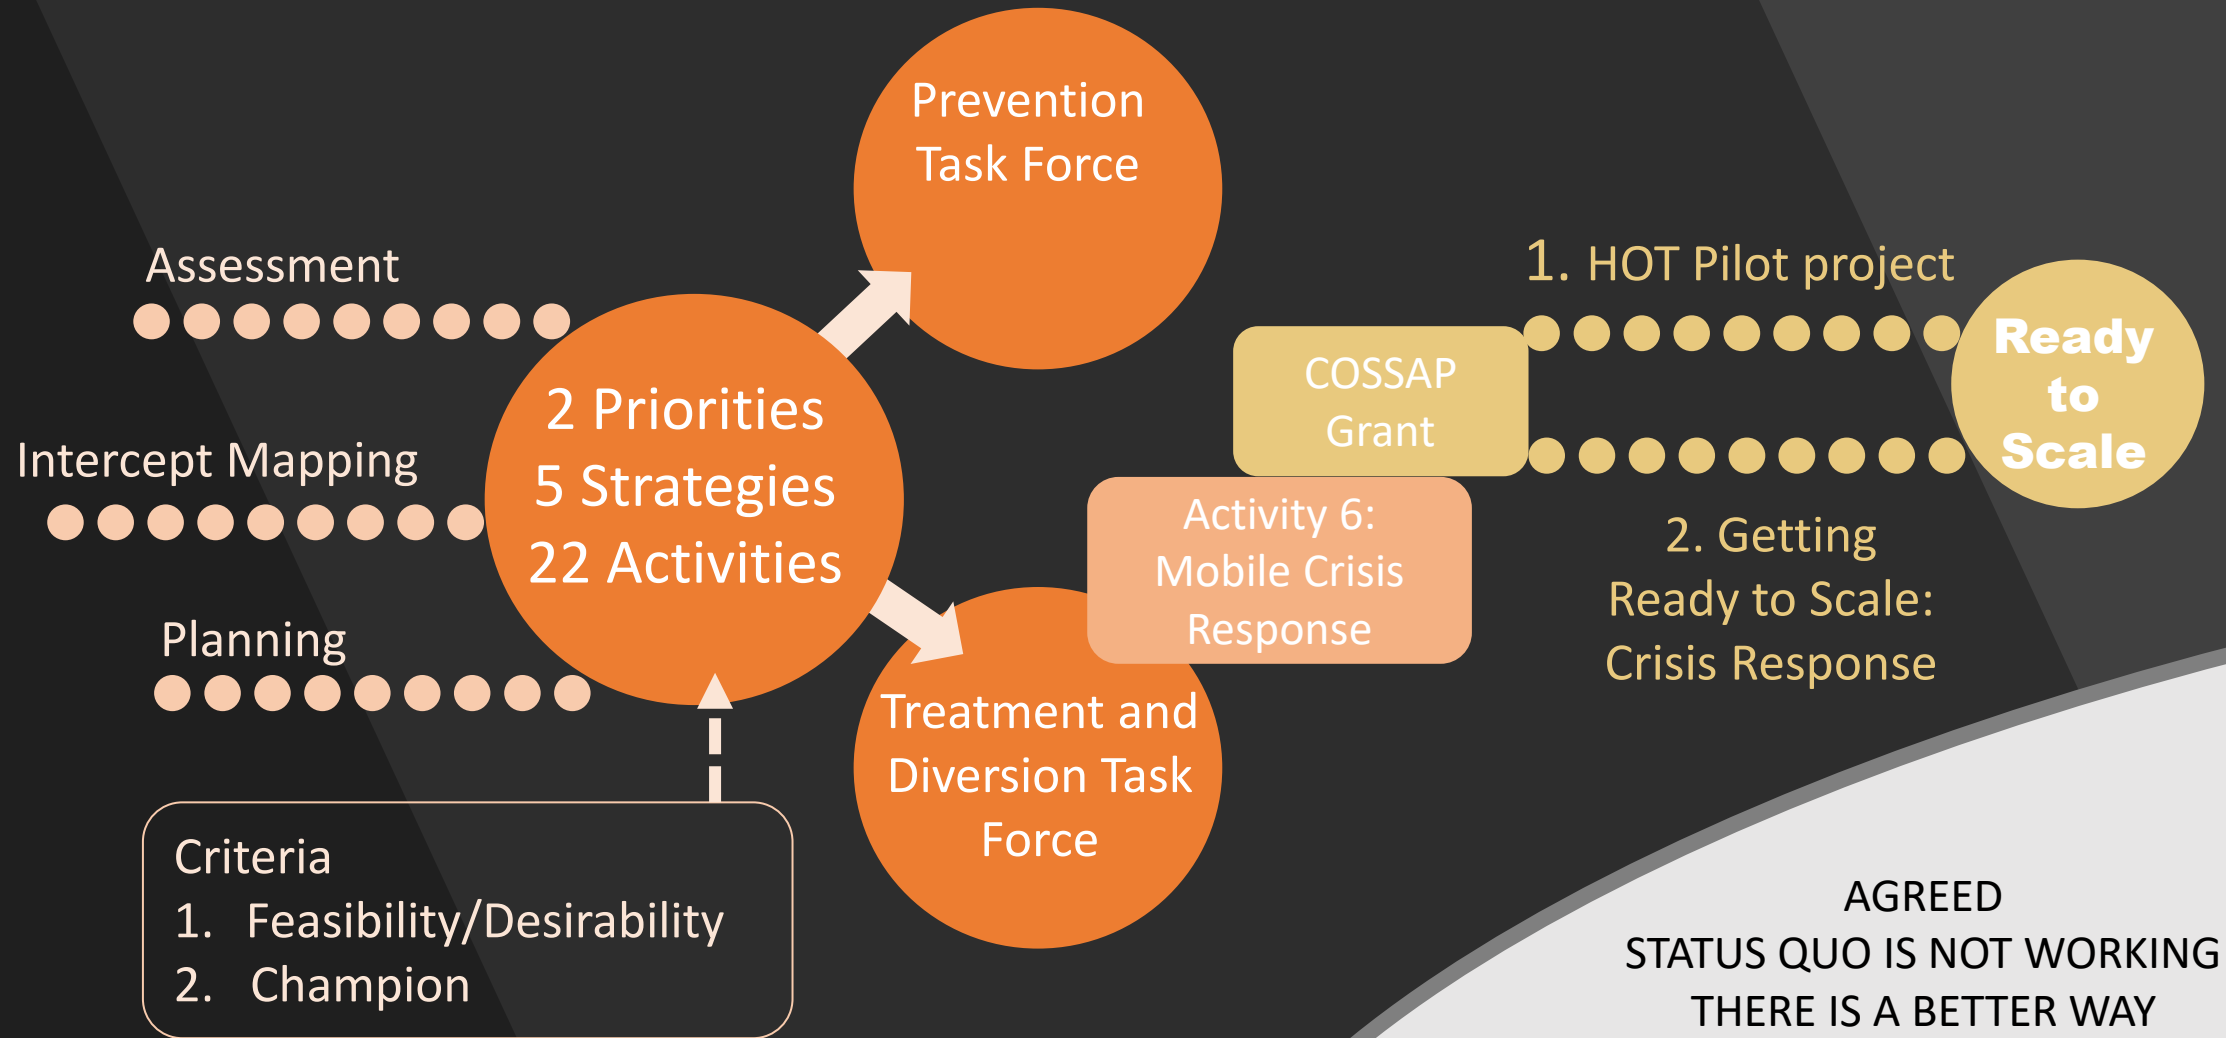 Assessment
Intercept Mapping
Planning
2 Priorities
5 Strategies
22 Activities
Criteria
1. Feasibility/Desirability
2. Champion
Prevention
Task Force
Treatment and
Diversion Task
Force
COSSAP
Grant
Activity 6:
Mobile Crisis
Response
1. HOT Pilot project
2. Getting
Ready to Scale:
Crisis Response
Ready
to
Scale
AGREED
STATUS QUO IS NOT WORKING
THERE IS A BETTER WAY